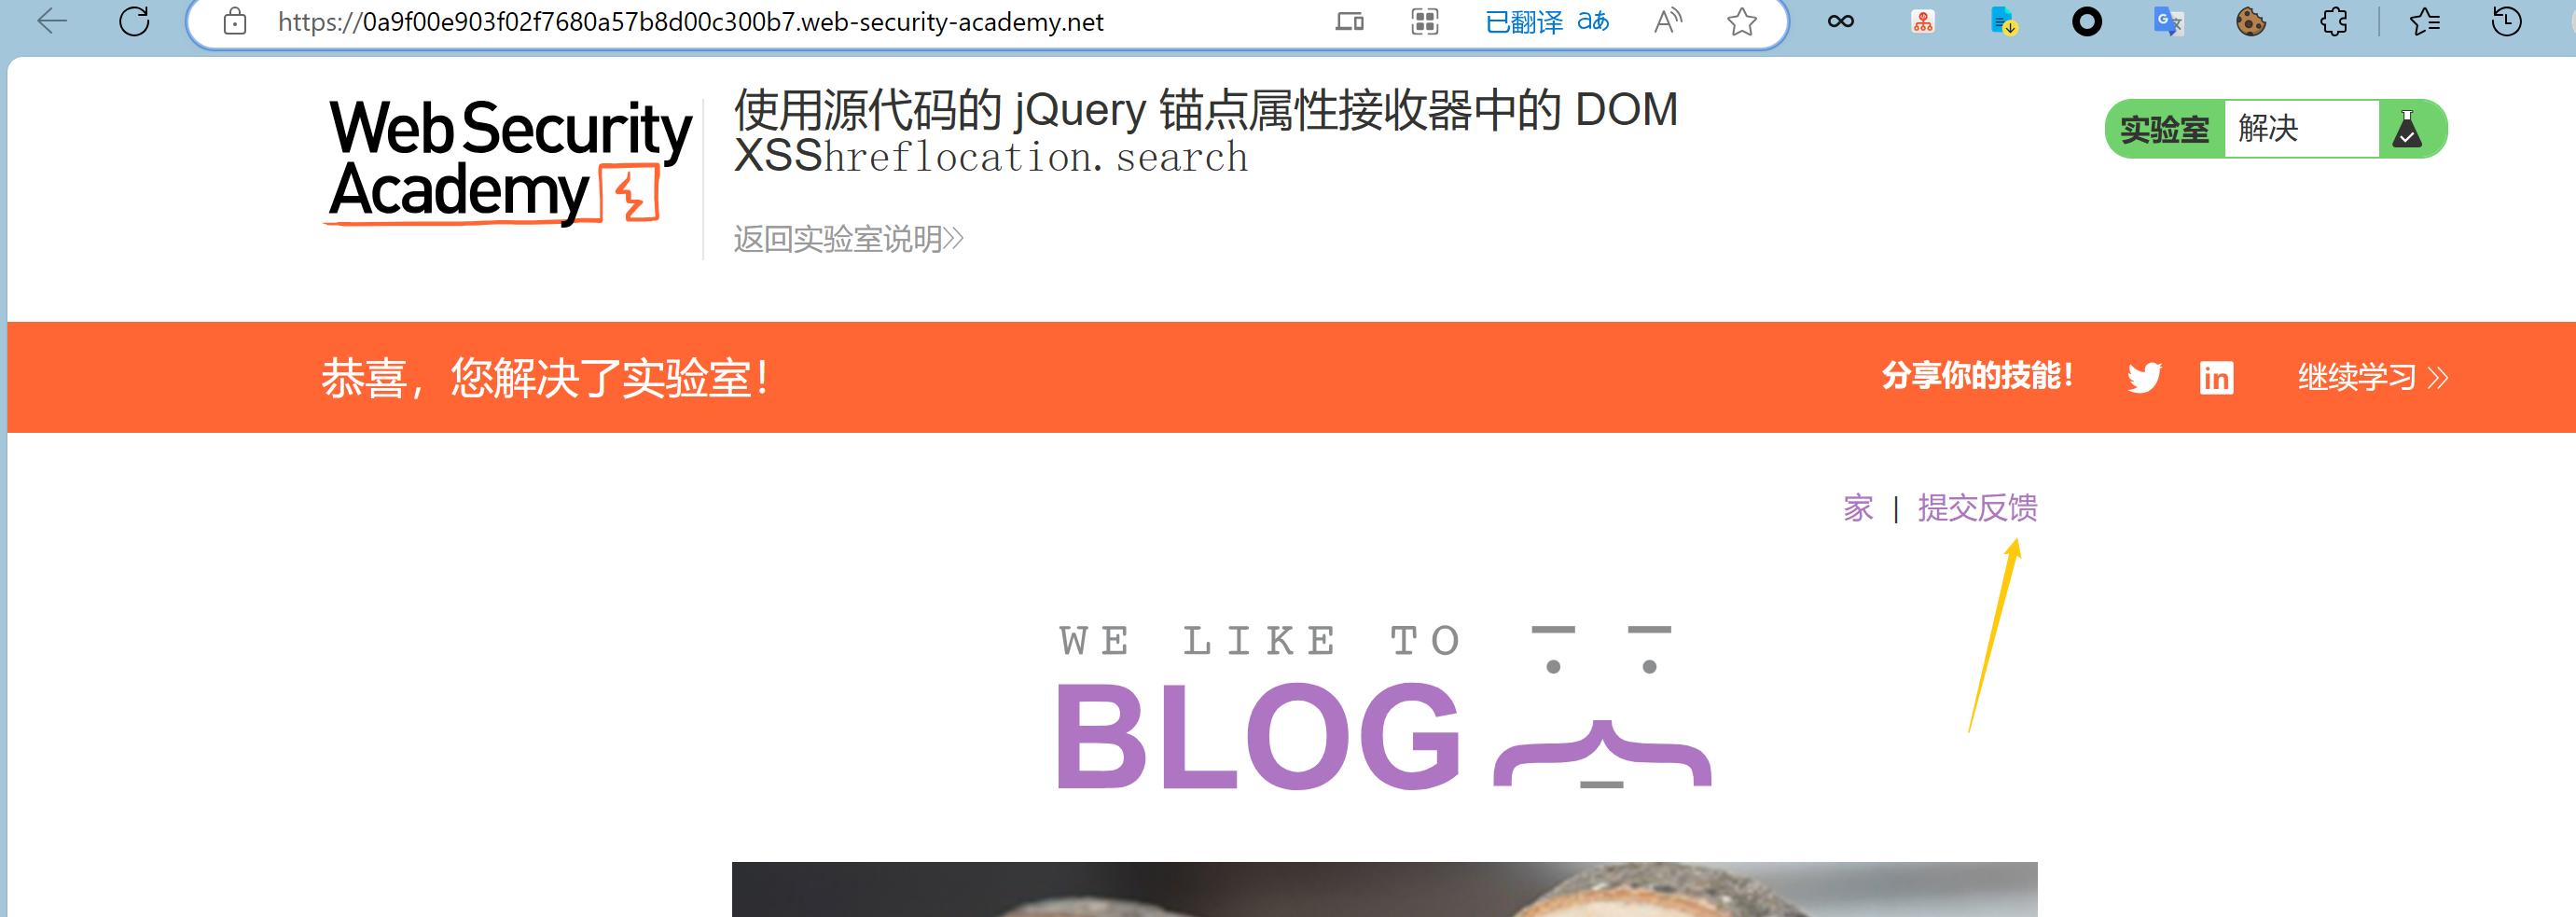 https://0a9f00e903f02f7680a57b8d00c300b7.web-security-academy.net
已翻译
Web Security
Academy
使用源代码的 jQuery 锚点属性接收器中的 DOM
XSShreflocation.search
返回实验室说明
实验室 解决
恭喜，您解决了实验室！
分享你的技能！
继续学习
家 | 提交反馈
WE LIKE TO
BLOG